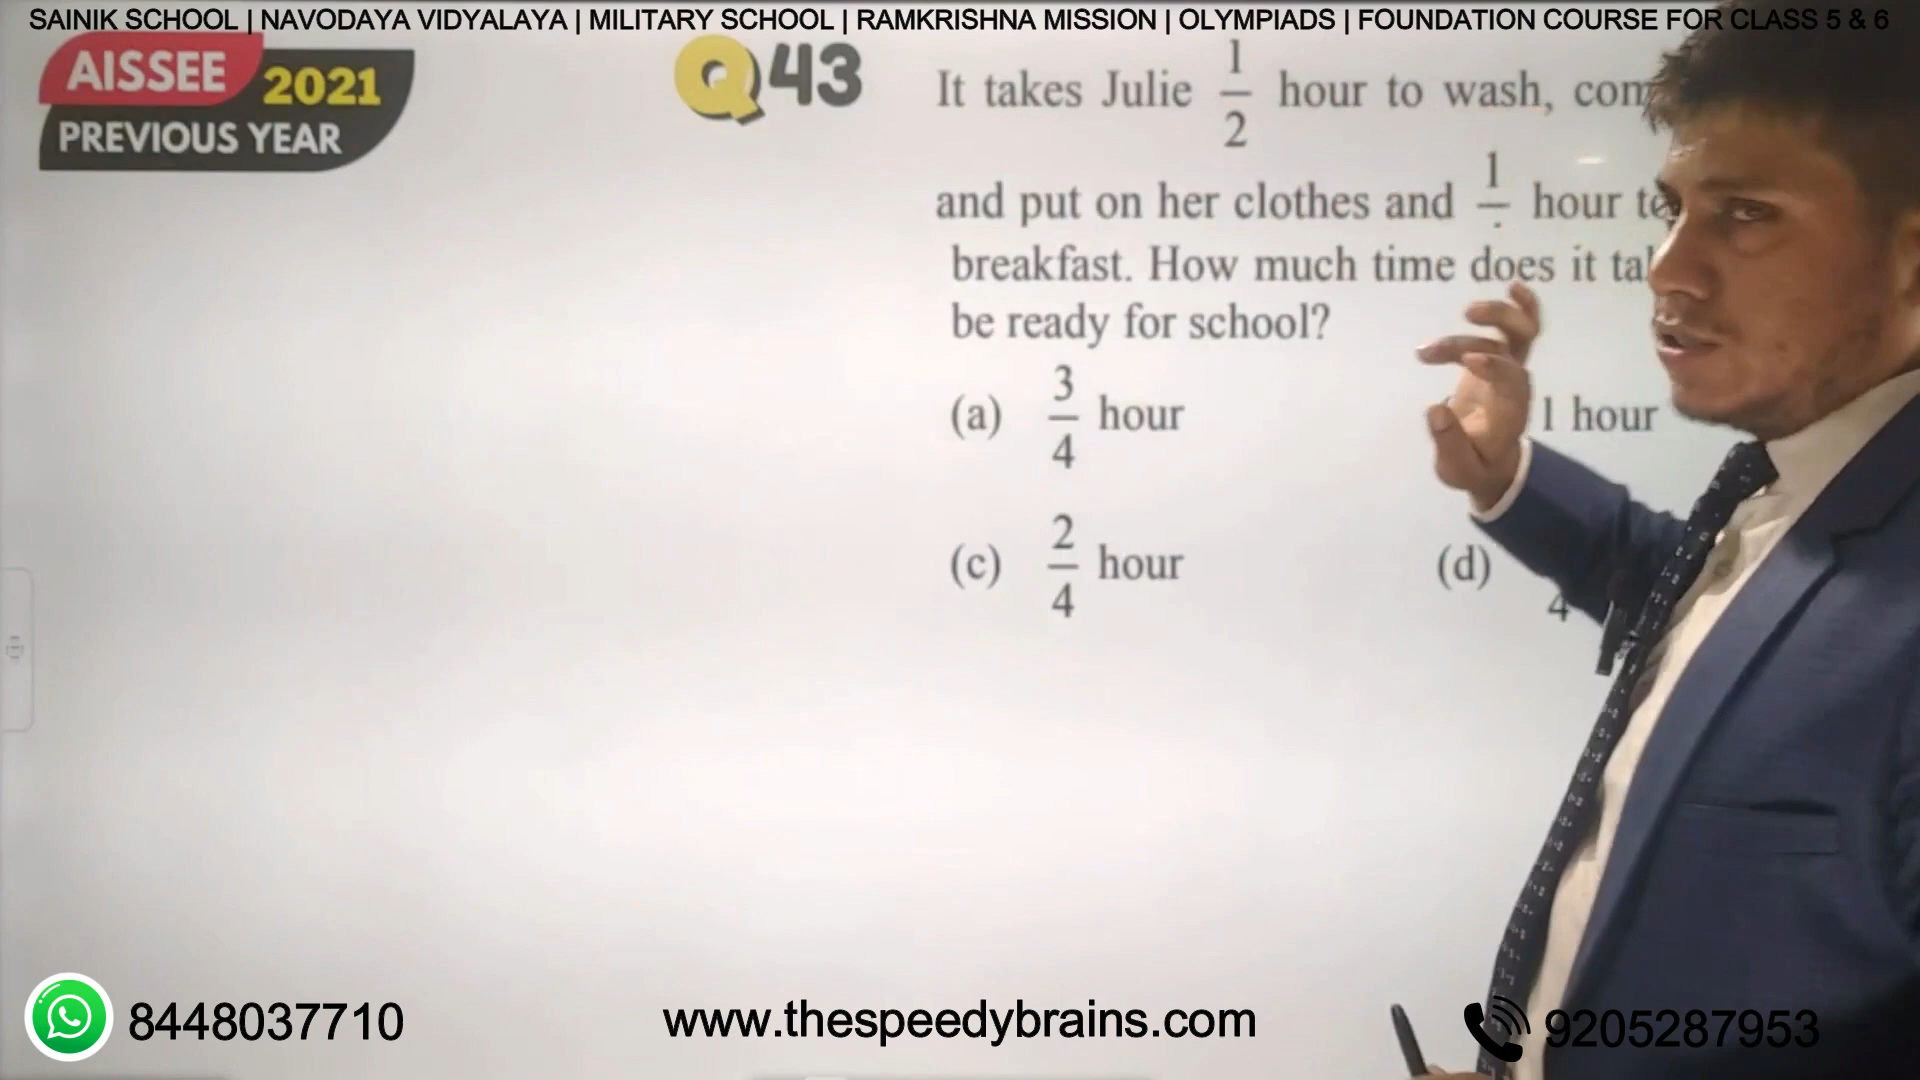 SAINIK SCHOOL | NAVODAYA VIDYALAYA | MILITARY SCHOOL | RAMKRISHNA MISSION | OLYMPIADS | FOUNDATION COURSE FOR CLASS 5 & 6
AISSEE 2021
PREVIOUS YEAR
Q43
It takes Julie 1/2 hour to wash,
and put on her clothes and hour
breakfast. How much time does it
be ready for school?
(a) 3/4 hour
1 hour
(c) 2/4 hour
(d)
8448037710
www.thespeedybrains.com
9205287953